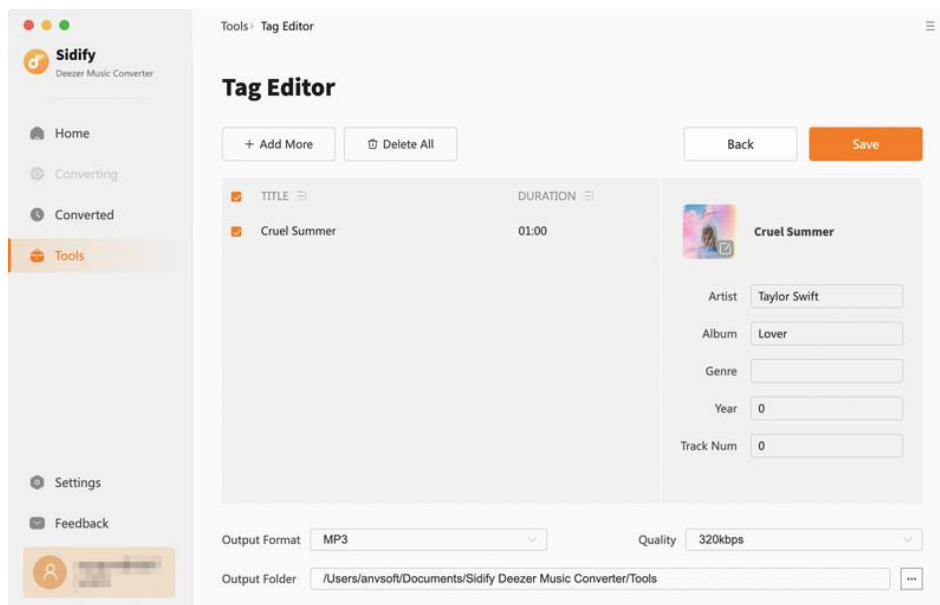 Sidify
Deezer Music Converter
Home
Converting
Converted
Tools
Settings
Feedback
Tools› Tag Editor
Tag Editor
+ Add More
Delete All
Back
Save
TITLE
DURATION
Cruel Summer
01:00
Lover
Cruel Summer
Artist
Taylor Swift
Album
Lover
Genre
Year
0
Track Num
0
Output Format
MP3
Quality
320kbps
Output Folder
/Users/anvsoft/Documents/Sidify Deezer Music Converter/Tools
...